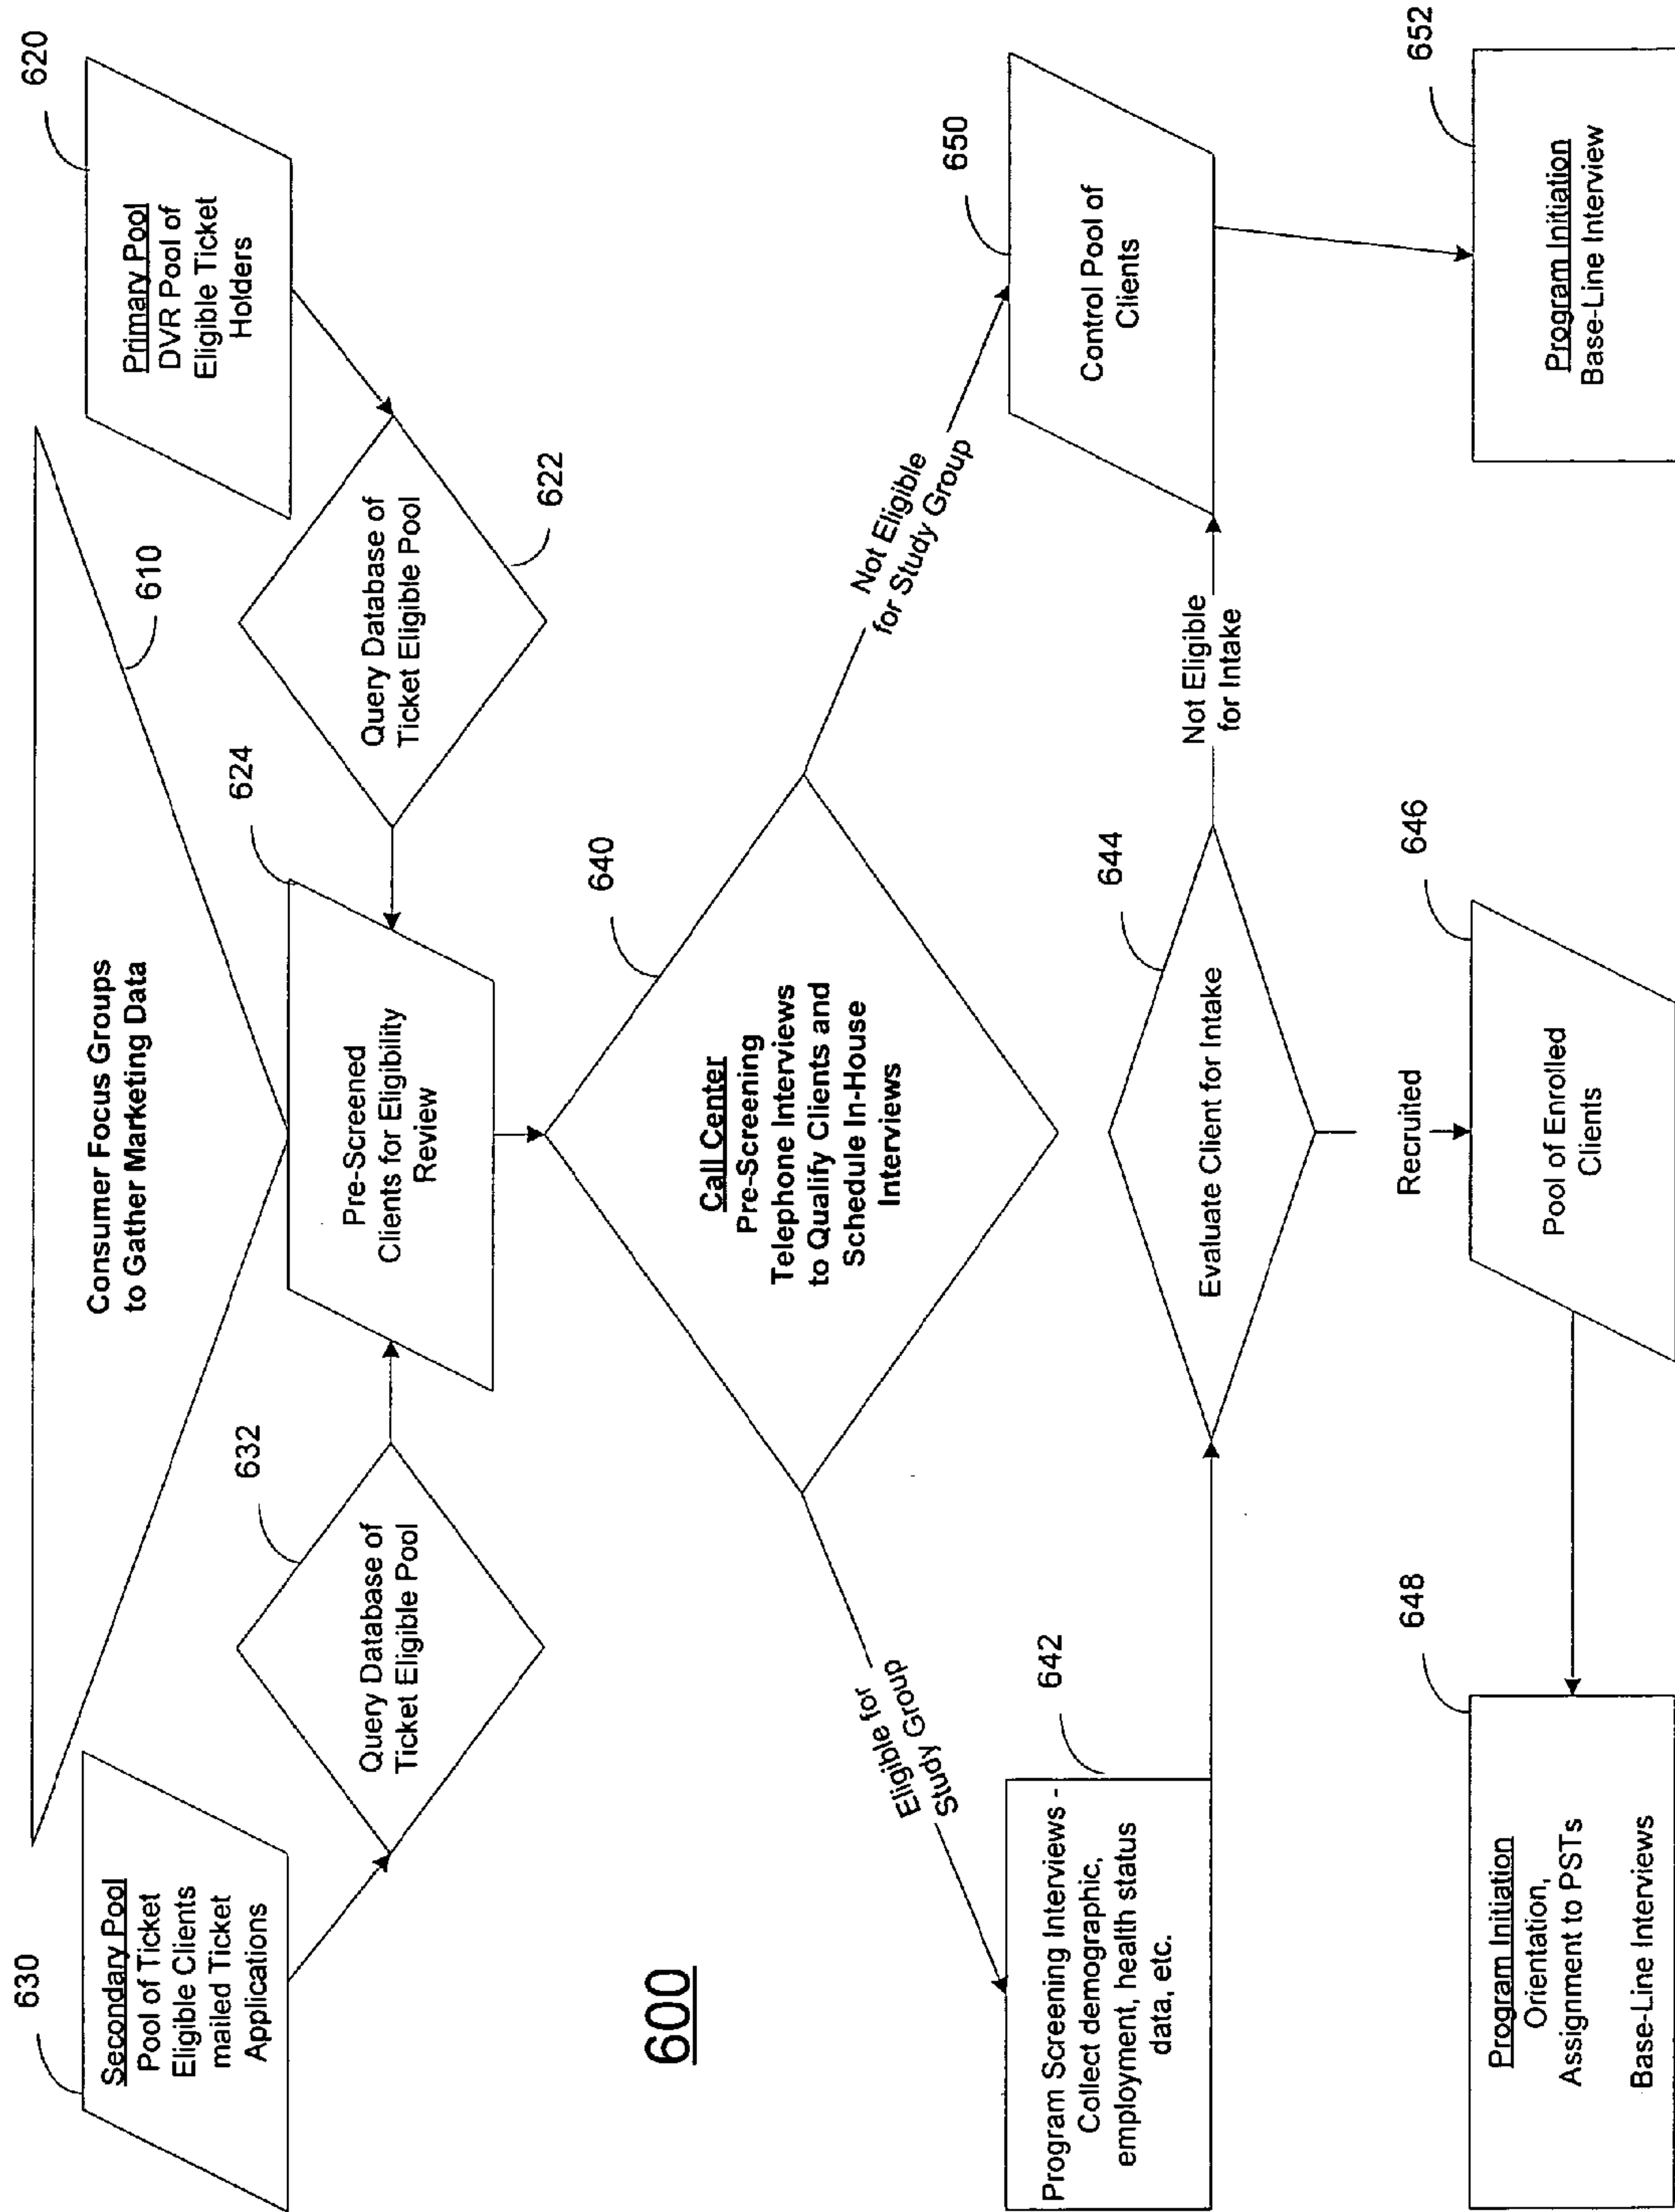 630
Secondary Pool
Pool of Ticket
Eligible Clients
mailed Ticket
Applications
Consumer Focus Groups
to Gather Marketing Data
610
Primary Pool
DVR Pool of
Eligible Ticket
Holders
620
Query Database of
Ticket Eligible Pool
632
Pre-Screened
Clients for Eligibility
Review
624
Query Database of
Ticket Eligible Pool
622
600
Call Center
Pre-Screening
Telephone Interviews
to Qualify Clients and
Schedule In-House
Interviews
640
Eligible for
Study Group
Not Eligible
for Study Group
Program Screening Interviews -
Collect demographic,
employment, health status
data, etc.
642
Evaluate Client for Intake
644
Not Eligible
for Intake
Control Pool of
Clients
650
Recruited
Program Initiation
Orientation,
Assignment to PSTs
Base-Line Interviews
648
Pool of Enrolled
Clients
646
Program Initiation
Base-Line Interview
652